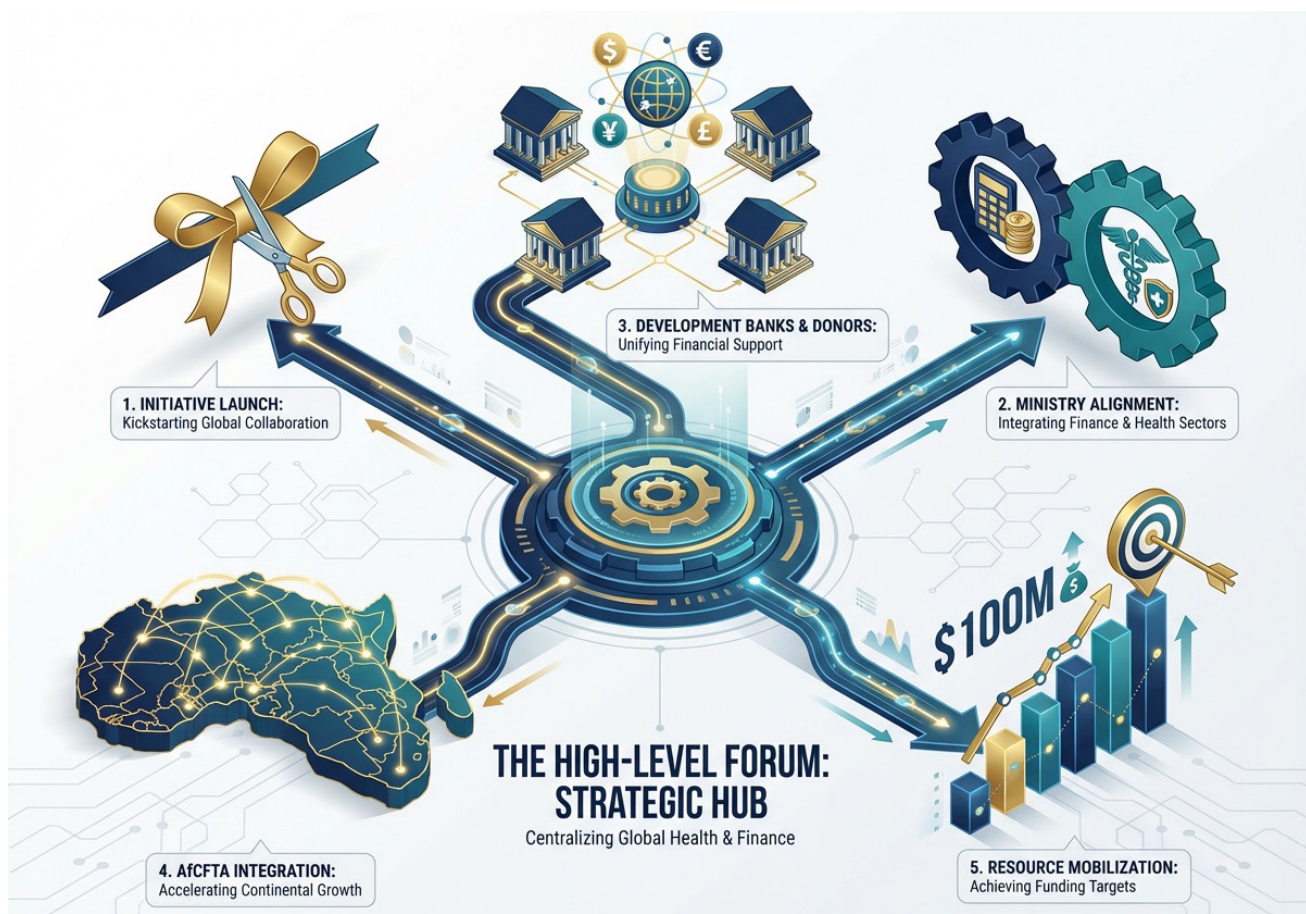 $ €
¥ £
3. DEVELOPMENT BANKS & DONORS:
Unifying Financial Support
1. INITIATIVE LAUNCH:
Kickstarting Global Collaboration
2. MINISTRY ALIGNMENT:
Integrating Finance & Health Sectors
$100M
$
THE HIGH-LEVEL FORUM:
STRATEGIC HUB
Centralizing Global Health & Finance
4. AfCFTA INTEGRATION:
Accelerating Continental Growth
5. RESOURCE MOBILIZATION:
Achieving Funding Targets